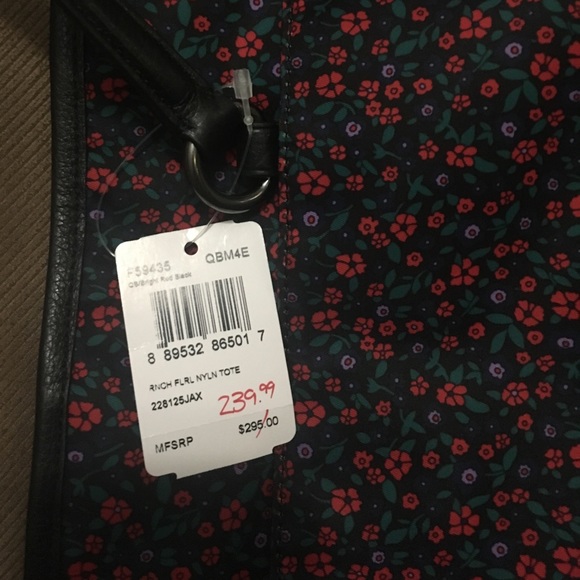 F59435 QBM4E
QB/Bright Red Black
8 89532 86501 7
RNCH FLRL NYLN TOTE
228125JAX 239.99
MFSRP $295.00